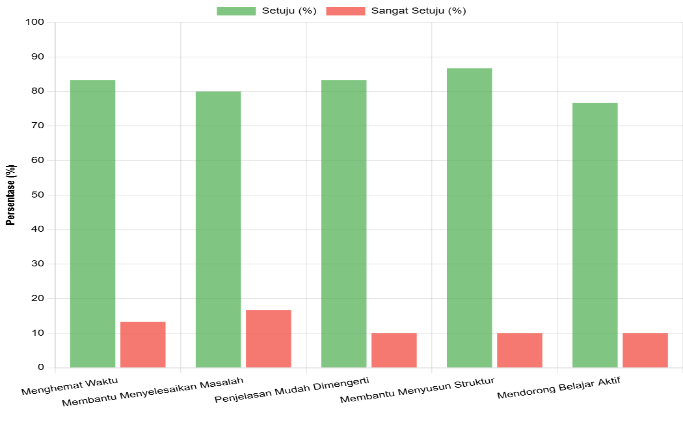 Setuju (%) Sangat Setuju (%)
Persentase (%)
100
90
80
70
60
50
40
30
20
10
0
Menghemat Waktu
Membantu Menyelesaikan Masalah
Penjelasan Mudah Dimengerti
Membantu Menyusun Struktur
Mendorong Belajar Aktif